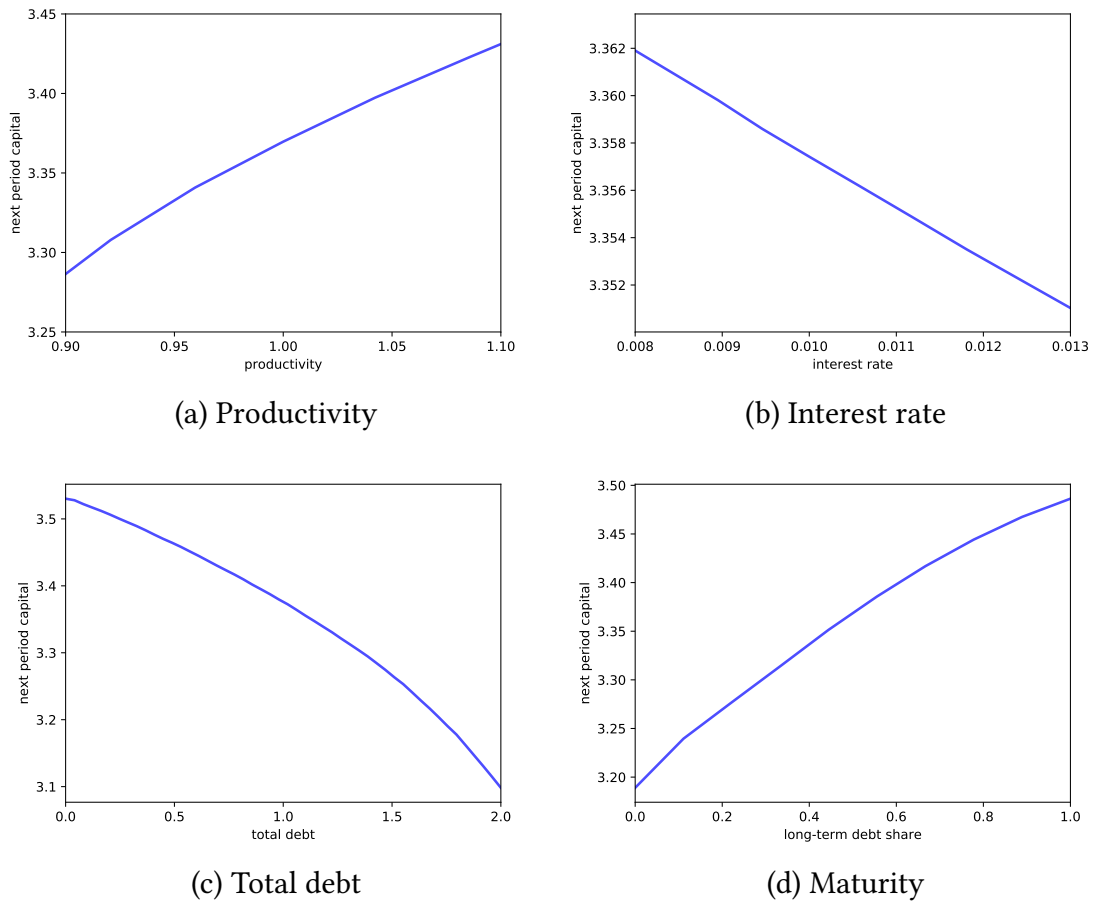 3.45
3.40
3.35
3.30
3.25
next period capital
0.90 0.95 1.00 1.05 1.10
productivity
(a) Productivity
3.362
3.360
3.358
3.356
3.354
3.352
next period capital
0.008 0.009 0.010 0.011 0.012 0.013
interest rate
(b) Interest rate
3.5
3.4
3.3
3.2
3.1
next period capital
0.0 0.5 1.0 1.5 2.0
total debt
(c) Total debt
3.50
3.45
3.40
3.35
3.30
3.25
3.20
next period capital
0.0 0.2 0.4 0.6 0.8 1.0
long-term debt share
(d) Maturity